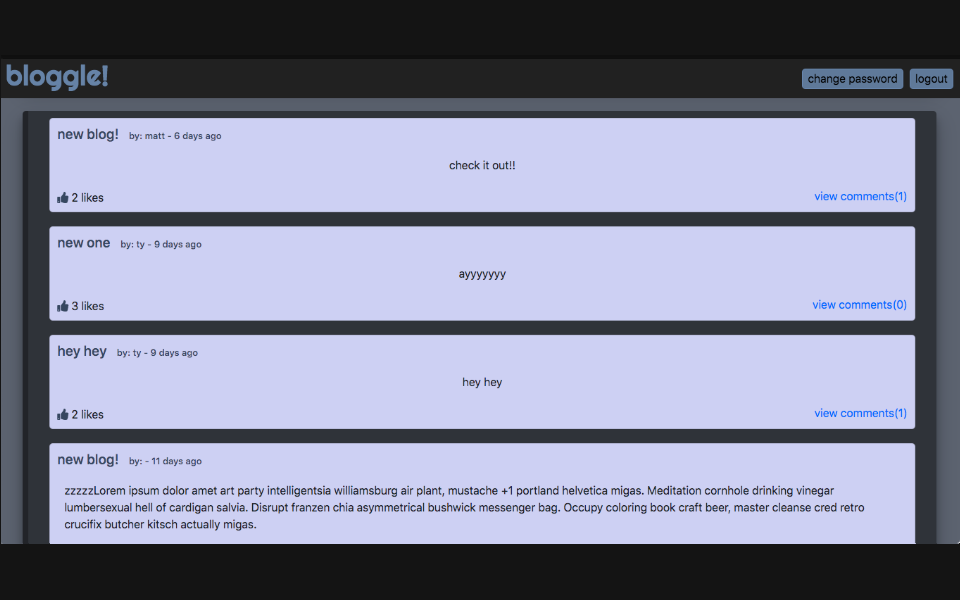 bloggle!
change password logout
new blog! by: matt - 6 days ago
check it out!!
2 likes view comments(1)
new one by: ty - 9 days ago
ayyyyyyy
3 likes view comments(0)
hey hey by: ty - 9 days ago
hey hey
2 likes view comments(1)
new blog! by: - 11 days ago
zzzzzLorem ipsum dolor amet art party intelligentsia williamsburg air plant, mustache +1 portland helvetica migas. Meditation cornhole drinking vinegar
lumbersexual hell of cardigan salvia. Disrupt franzen chia asymmetrical bushwick messenger bag. Occupy coloring book craft beer, master cleanse cred retro
crucifix butcher kitsch actually migas.